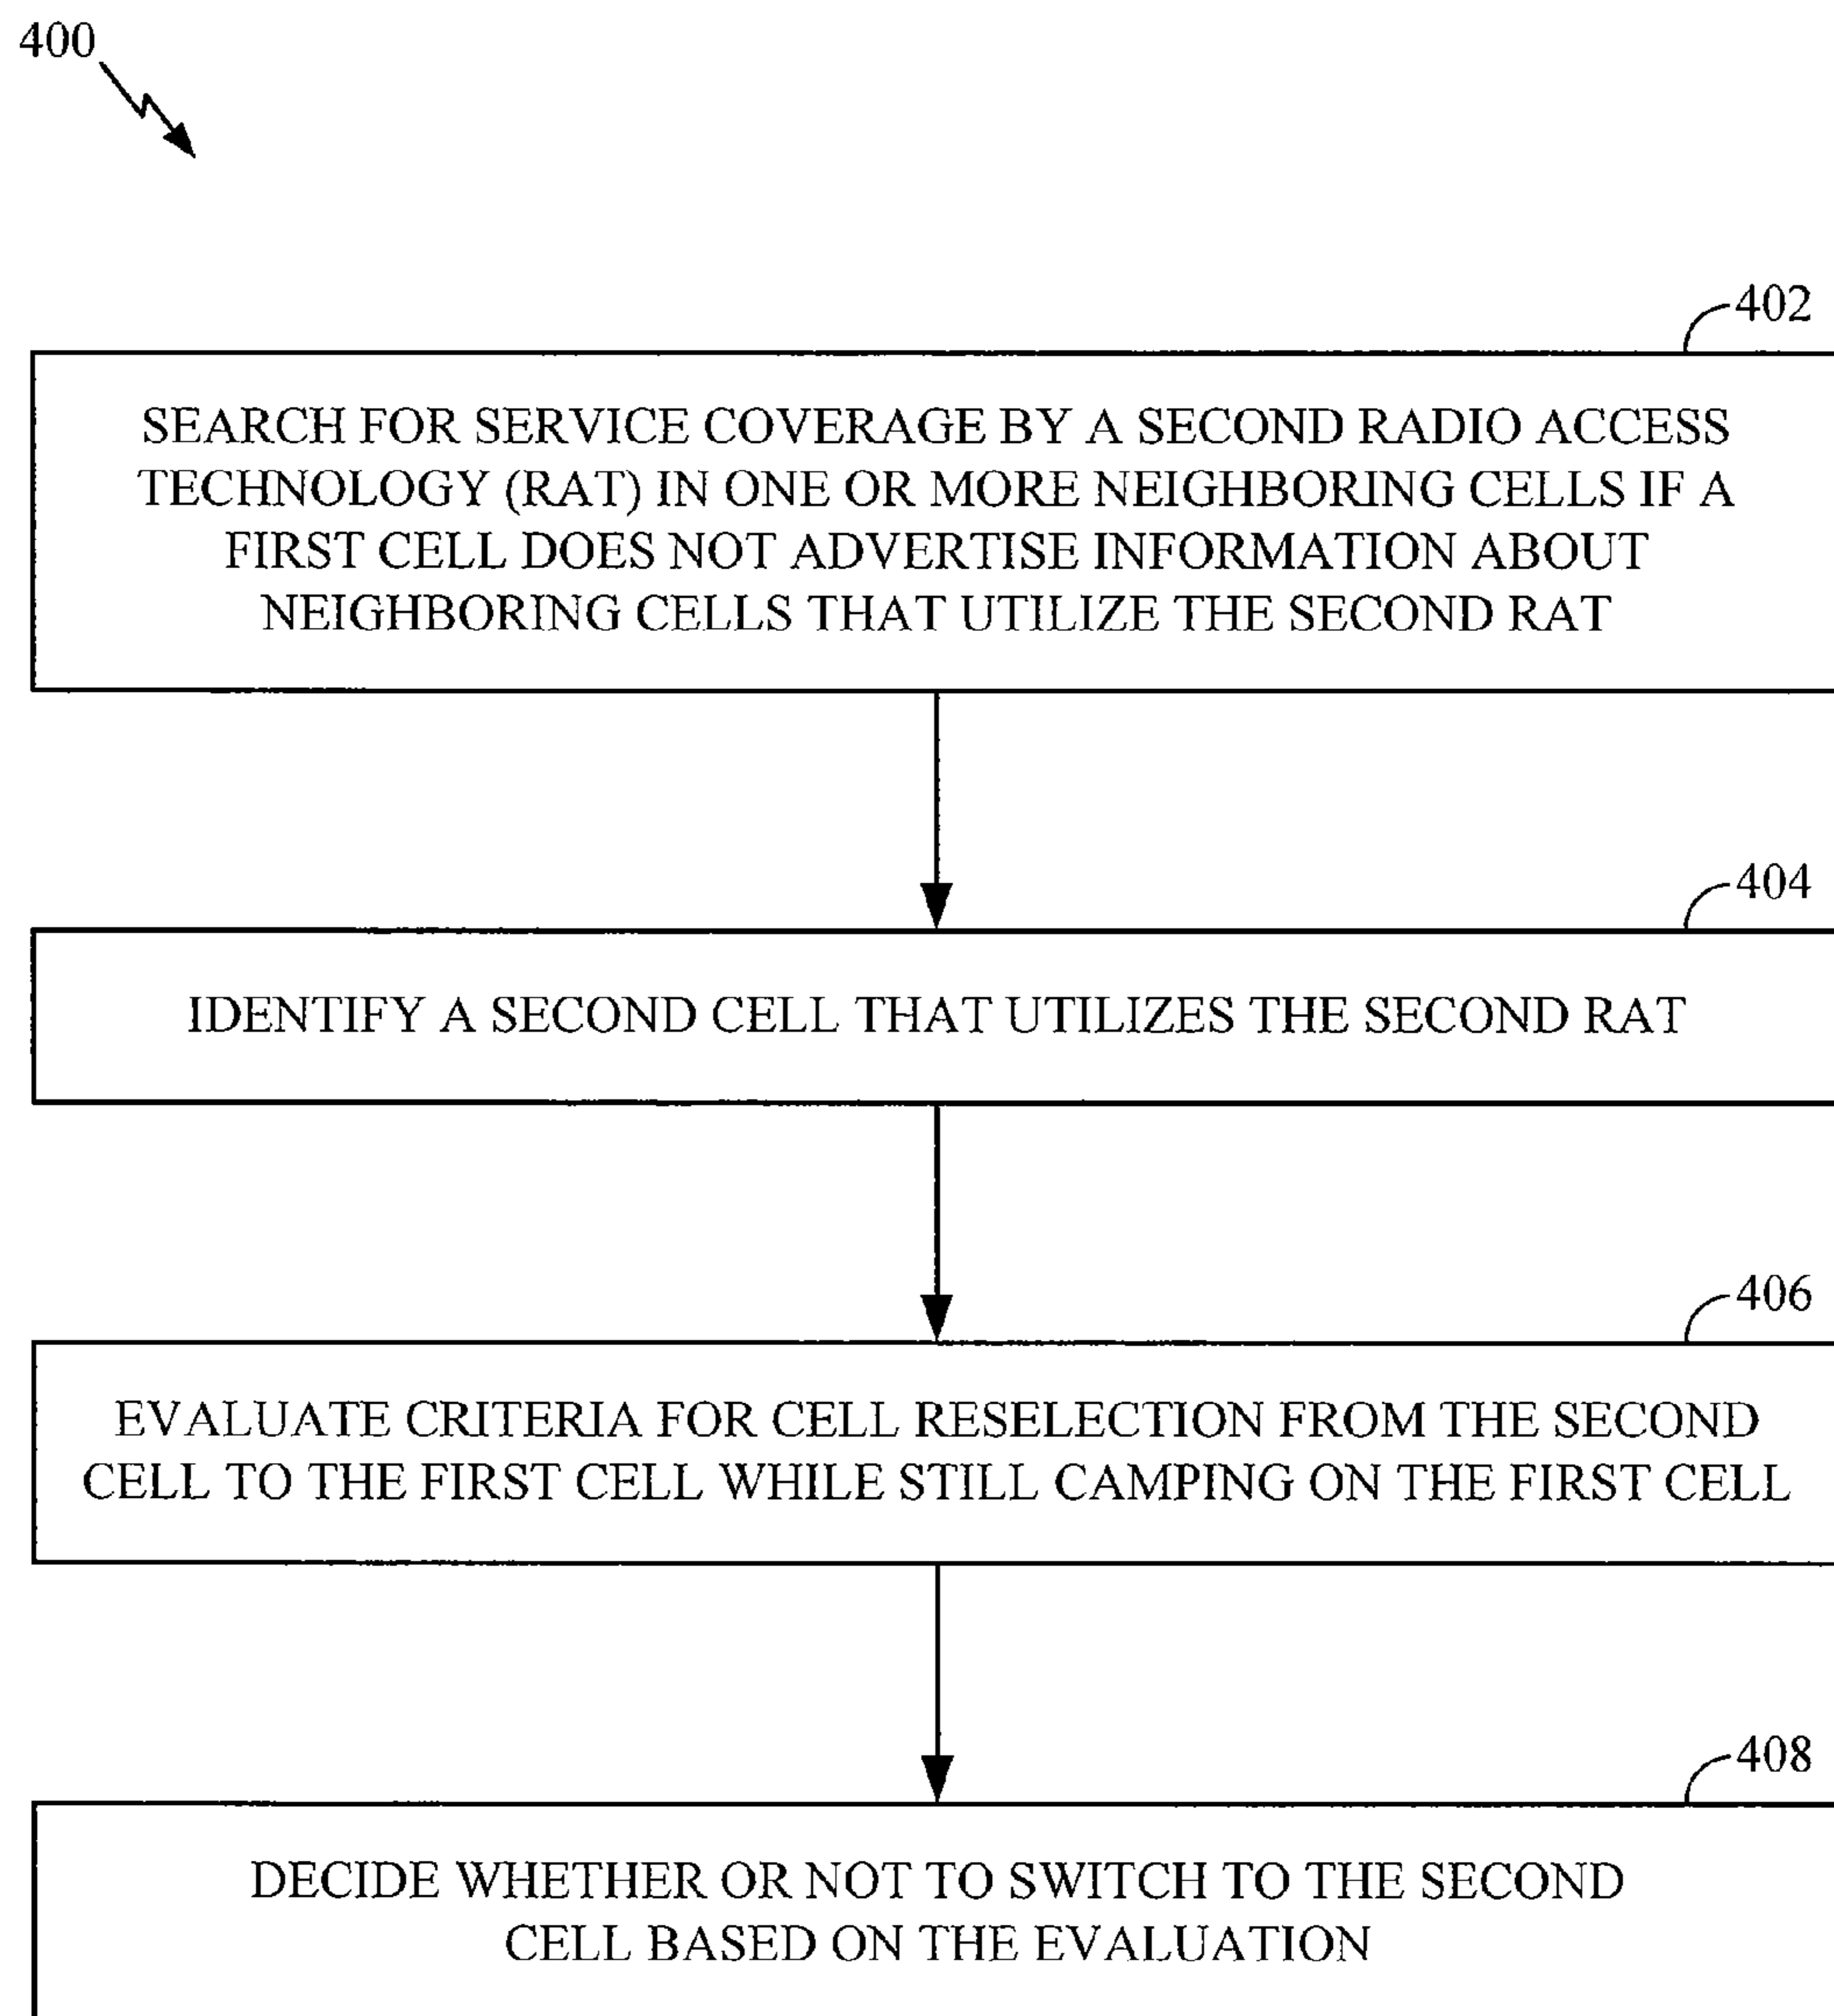 400
402
SEARCH FOR SERVICE COVERAGE BY A SECOND RADIO ACCESS
TECHNOLOGY (RAT) IN ONE OR MORE NEIGHBORING CELLS IF A
FIRST CELL DOES NOT ADVERTISE INFORMATION ABOUT
NEIGHBORING CELLS THAT UTILIZE THE SECOND RAT
404
IDENTIFY A SECOND CELL THAT UTILIZES THE SECOND RAT
406
EVALUATE CRITERIA FOR CELL RESELECTION FROM THE SECOND
CELL TO THE FIRST CELL WHILE STILL CAMPING ON THE FIRST CELL
408
DECIDE WHETHER OR NOT TO SWITCH TO THE SECOND
CELL BASED ON THE EVALUATION